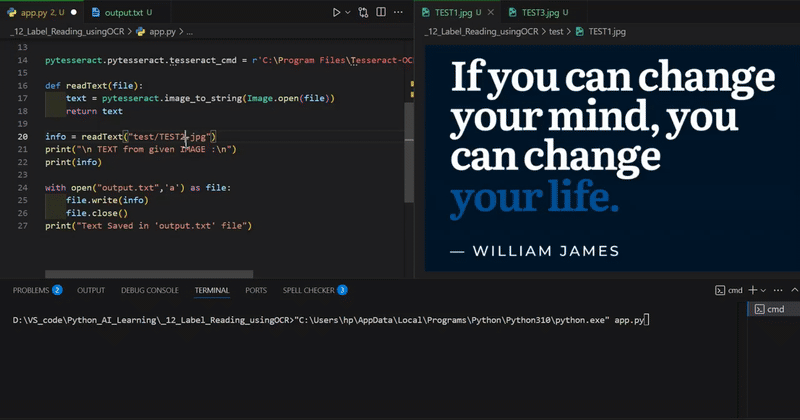 app.py 2, U
output.txt U
_12_Label_Reading_usingOCR > app.py > ...
13
14 pytesseract.pytesseract.tesseract_cmd = r'C:\Program Files\Tesseract-OC
15
16 def readText(file):
17 text = pytesseract.image_to_string(Image.open(file))
18 return text
19
20 info = readText("test/TEST2.jpg")
21 print("\n TEXT from given IMAGE :\n")
22 print(info)
23
24 with open("output.txt",'a') as file:
25 file.write(info)
26 file.close()
27 print("Text Saved in 'output.txt' file")
TEST1.jpg U
TEST3.jpg U
_12_Label_Reading_usingOCR > test > TEST1.jpg
If you can change
your mind, you
can change
your life.
— WILLIAM JAMES
PROBLEMS 2 OUTPUT DEBUG CONSOLE TERMINAL PORTS SPELL CHECKER 3
cmd
D:\VS_code\Python_AI_Learning\_12_Label_Reading_usingOCR>"C:\Users\hp\AppData\Local\Programs\Python\Python310\python.exe" app.py
cmd